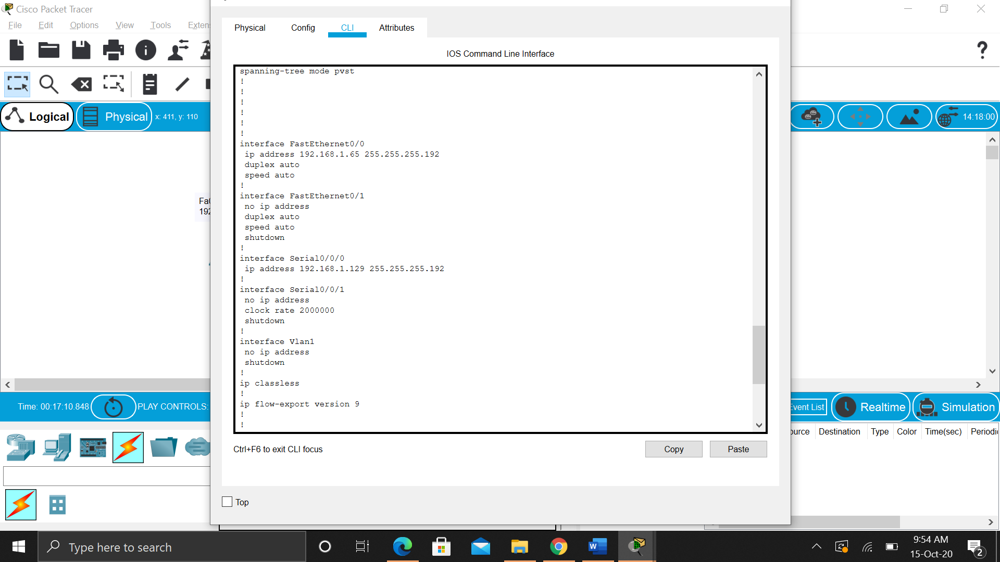 Cisco Packet Tracer
File Edit Options View Tools Exten
Physical Config CLI Attributes
IOS Command Line Interface
Logical
Physical
x: 411, y: 110
14:18:00
spanning-tree mode pvst
!
!
!
!
!
!
interface FastEthernet0/0
ip address 192.168.1.65 255.255.255.192
duplex auto
speed auto
!
interface FastEthernet0/1
no ip address
duplex auto
speed auto
shutdown
!
interface Serial0/0/0
ip address 192.168.1.129 255.255.255.192
!
interface Serial0/0/1
no ip address
clock rate 2000000
shutdown
!
interface Vlan1
no ip address
shutdown
!
ip classless
!
ip flow-export version 9
!
!
Fa0
192
Ctrl+F6 to exit CLI focus
Copy
Paste
Top
Time: 00:17:10.848
PLAY CONTROLS:
Event List
Realtime
Simulation
ource Destination Type Color Time(sec) Periodi
Type here to search
9:54 AM
15-Oct-20
2